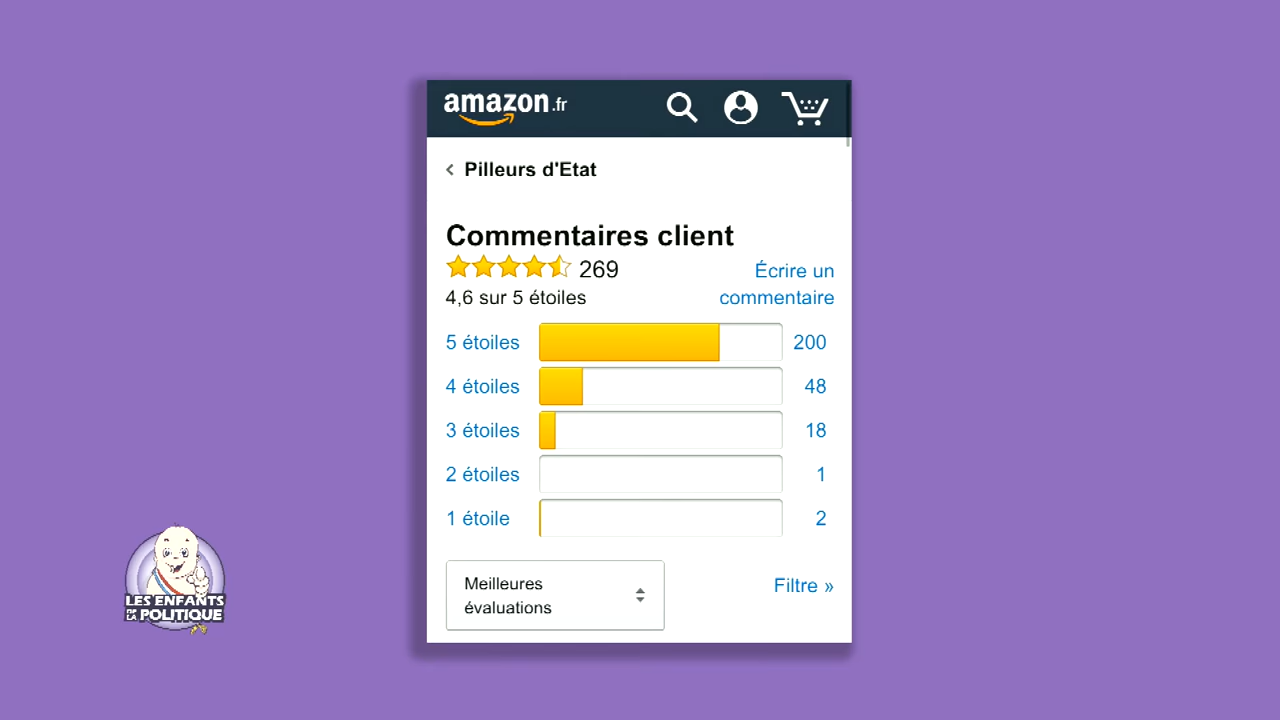 amazon.fr
< Pilleurs d'Etat
Commentaires client
269
4,6 sur 5 étoiles
Écrire un
commentaire
5 étoiles 200
4 étoiles 48
3 étoiles 18
2 étoiles 1
1 étoile 2
Meilleures
évaluations
Filtre »
LES ENFANTS
DE LA POLITIQUE